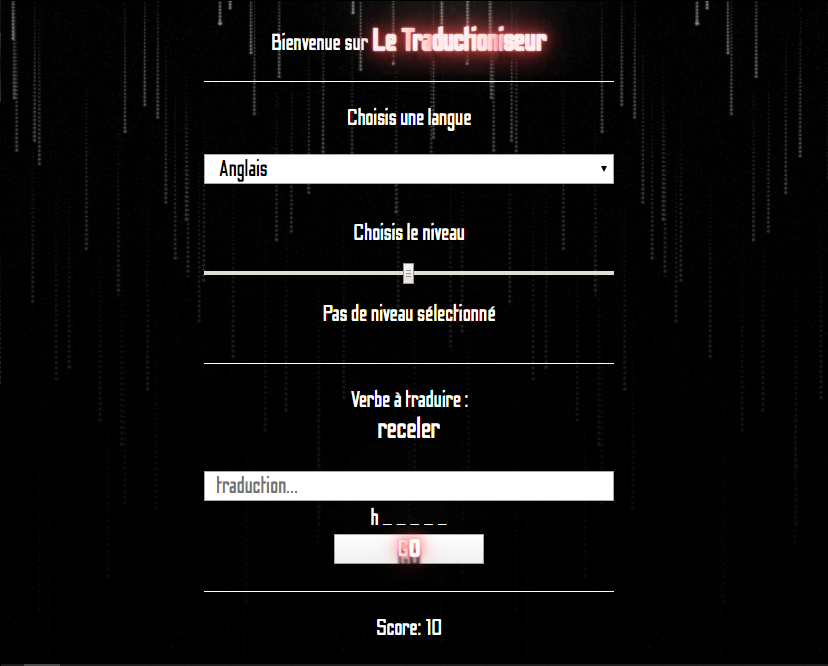 Bienvenue sur Le Traductioniseur
Choisis une langue
Anglais
Choisis le niveau
Pas de niveau sélectionné
Verbe à traduire :
receler
traduction...
h _ _ _ _ _
GO
Score: 10